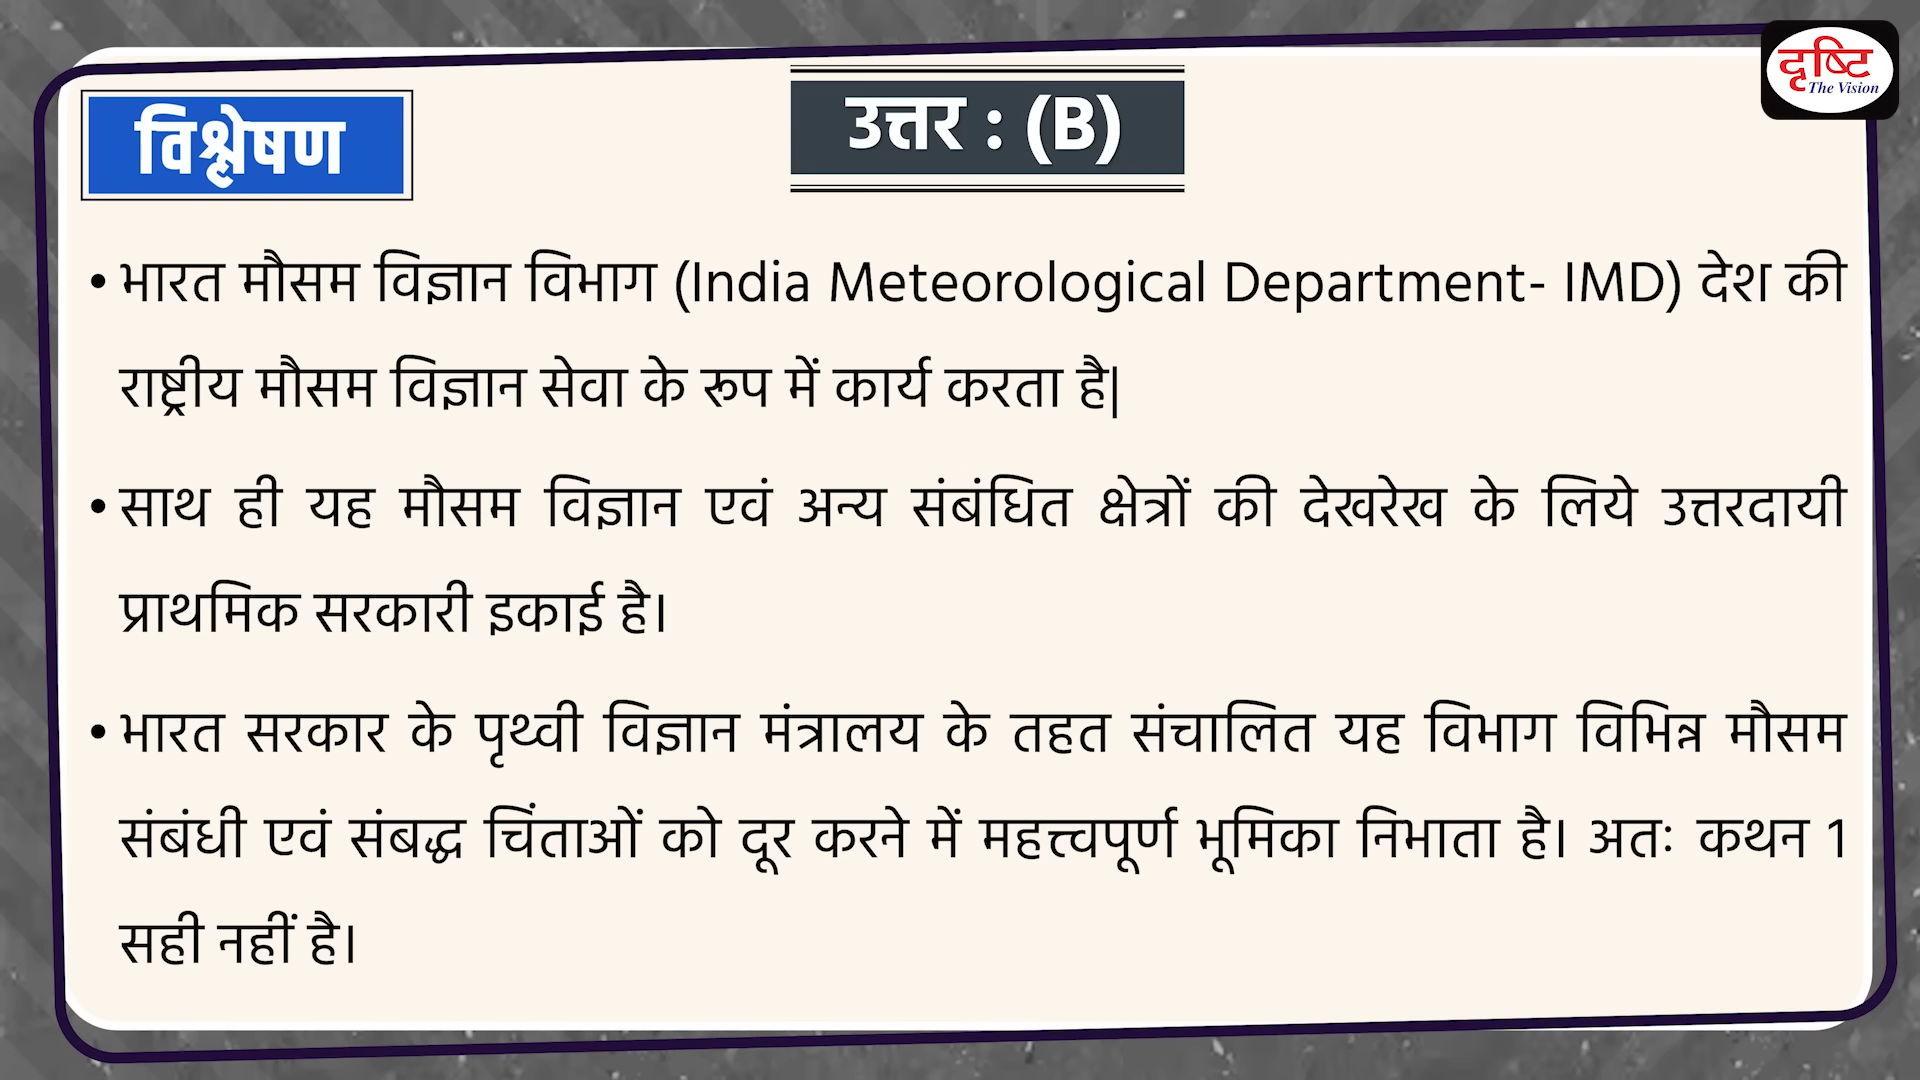 दृष्टि
The Vision
विश्लेषण
उत्तर : (B)
• भारत मौसम विज्ञान विभाग (India Meteorological Department- IMD) देश की
राष्ट्रीय मौसम विज्ञान सेवा के रूप में कार्य करता है|
• साथ ही यह मौसम विज्ञान एवं अन्य संबंधित क्षेत्रों की देखरेख के लिये उत्तरदायी
प्राथमिक सरकारी इकाई है।
• भारत सरकार के पृथ्वी विज्ञान मंत्रालय के तहत संचालित यह विभाग विभिन्न मौसम
संबंधी एवं संबद्ध चिंताओं को दूर करने में महत्त्वपूर्ण भूमिका निभाता है। अतः कथन 1
सही नहीं है।